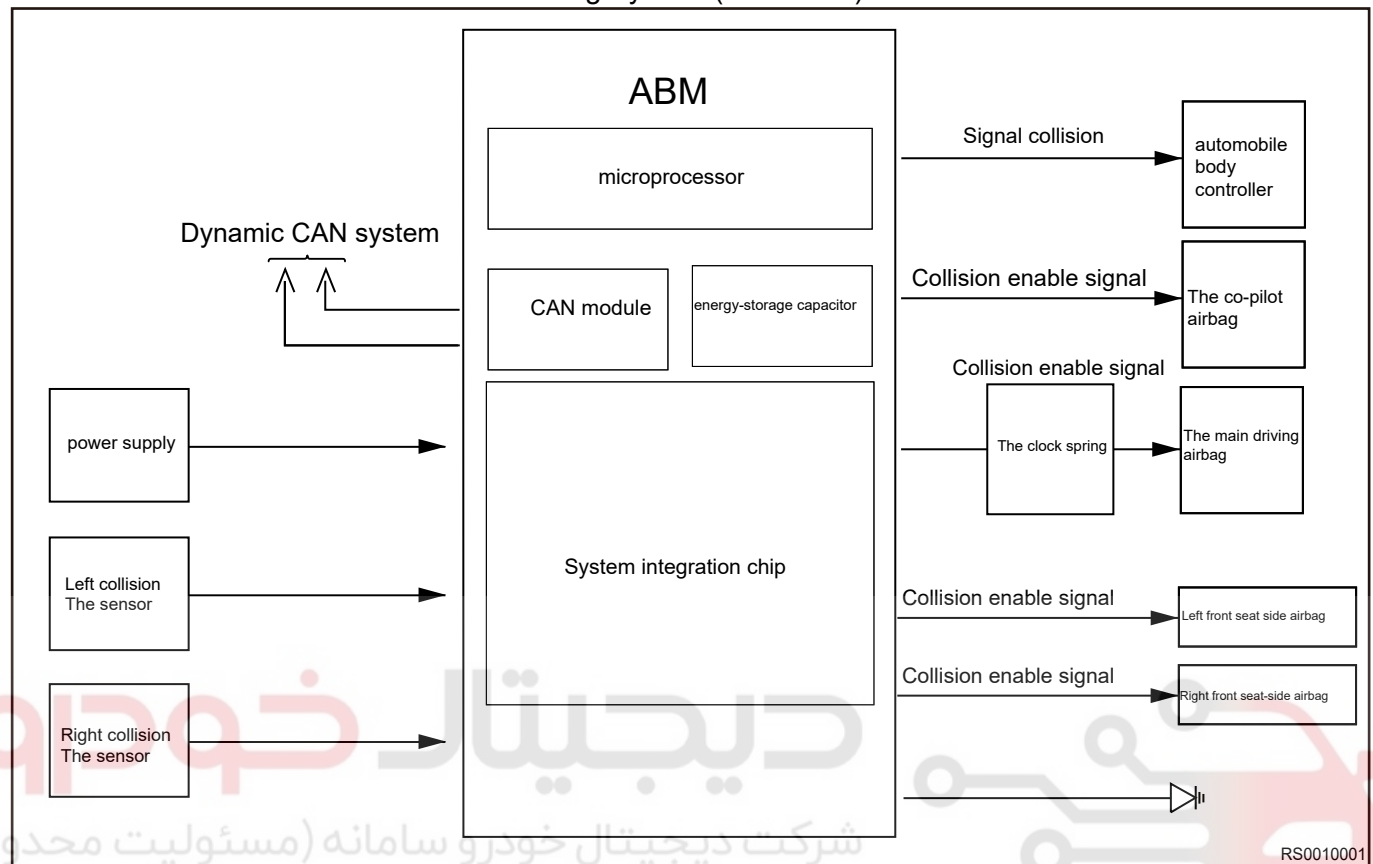 ABM
microprocessor
Signal collision
automobile
body
controller
Dynamic CAN system
CAN module
energy-storage capacitor
Collision enable signal
The co-pilot
airbag
Collision enable signal
power supply
The clock spring
The main driving
airbag
Left collision
The sensor
System integration chip
Collision enable signal
Left front seat side airbag
Collision enable signal
Right front seat-side airbag
Right collision
The sensor
دیجیتال خودرو
شرکت دیجیتال خودرو سامانه (مسئولیت محدو
RS0010001